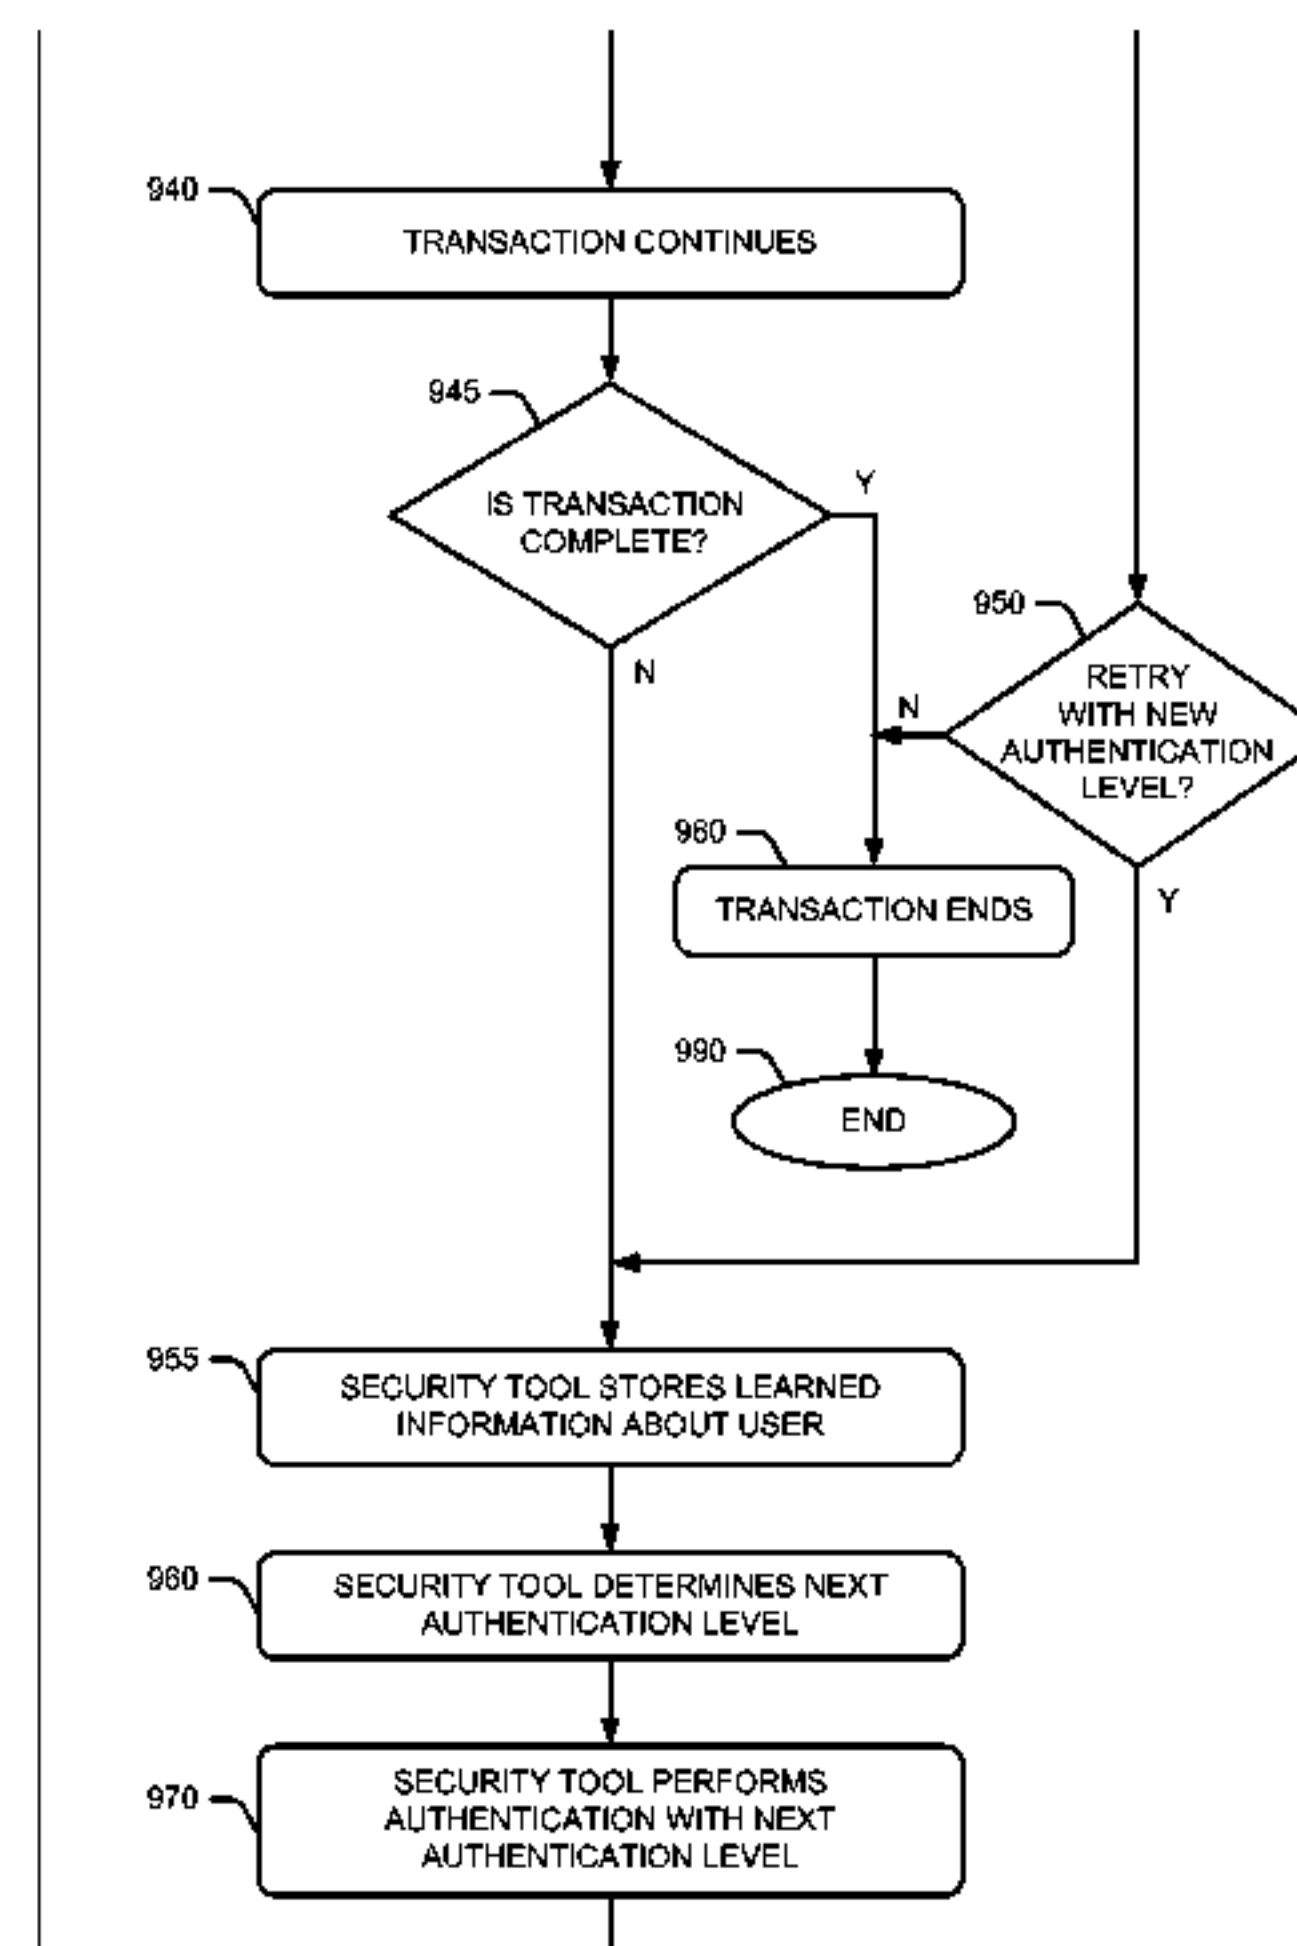 940
TRANSACTION CONTINUES
945
IS TRANSACTION
COMPLETE?
Y
N
950
RETRY
WITH NEW
AUTHENTICATION
LEVEL?
N
Y
TRANSACTION ENDS
990
END
955
SECURITY TOOL STORES LEARNED
INFORMATION ABOUT USER
960
SECURITY TOOL DETERMINES NEXT
AUTHENTICATION LEVEL
970
SECURITY TOOL PERFORMS
AUTHENTICATION WITH NEXT
AUTHENTICATION LEVEL